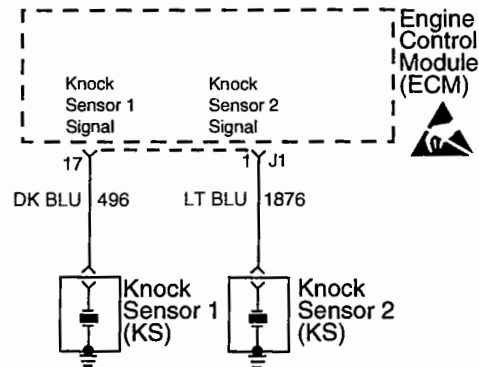 Engine
Control
Module
(ECM)
Knock
Sensor 1
Signal
Knock
Sensor 2
Signal
17
1
J1
DK BLU
496
LT BLU
1876
Knock
Sensor 1
(KS)
Knock
Sensor 2
(KS)